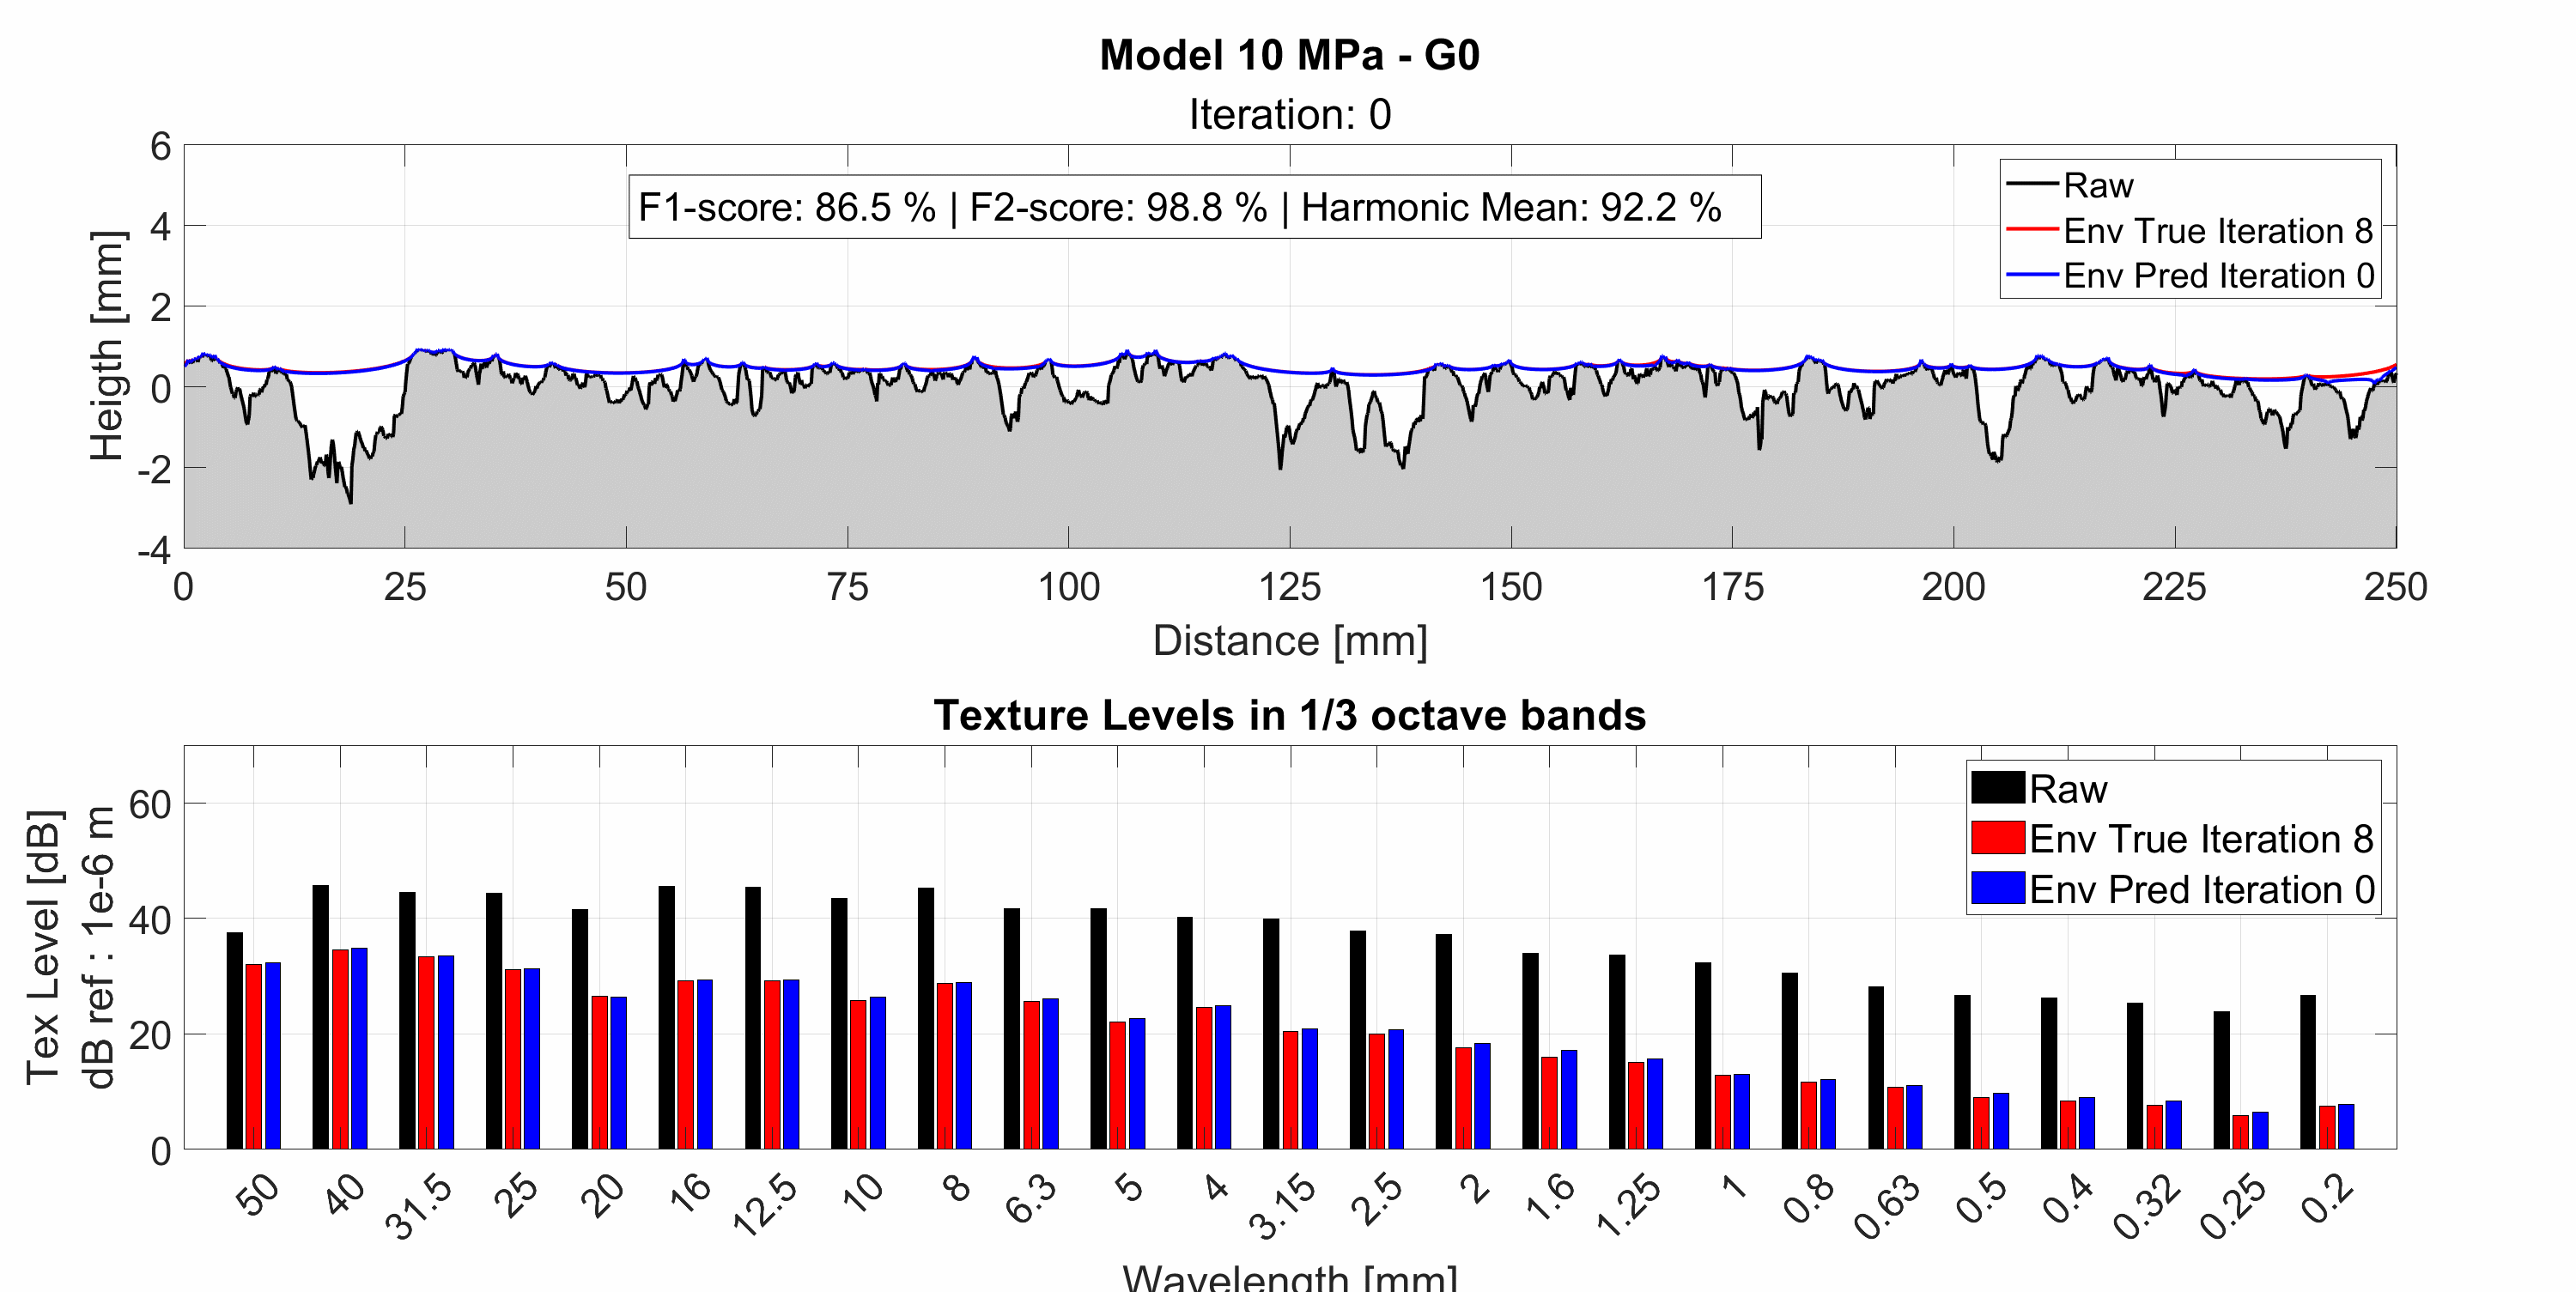 Model 10 MPa - G0
Iteration: 0
Heigth [mm]
6
4
2
0
-2
-4
F1-score: 86.5 % | F2-score: 98.8 % | Harmonic Mean: 92.2 %
Raw
Env True Iteration 8
Env Pred Iteration 0
0 25 50 75 100 125 150 175 200 225 250
Distance [mm]
Texture Levels in 1/3 octave bands
Tex Level [dB]
dB ref : 1e-6 m
60
40
20
0
Raw
Env True Iteration 8
Env Pred Iteration 0
50 40 31.5 25 20 16 12.5 10 8 6.3 5 4 3.15 2.5 2 1.6 1.25 1 0.8 0.63 0.5 0.4 0.32 0.25 0.2
Wavelength [mm]